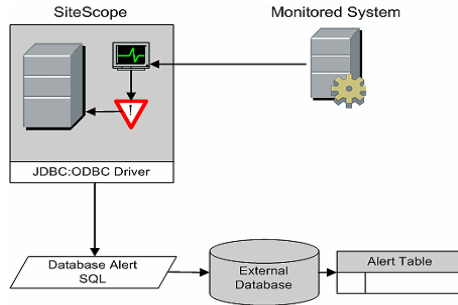 SiteScope
Monitored System
!
JDBC:ODBC Driver
Database Alert
SQL
External
Database
Alert Table